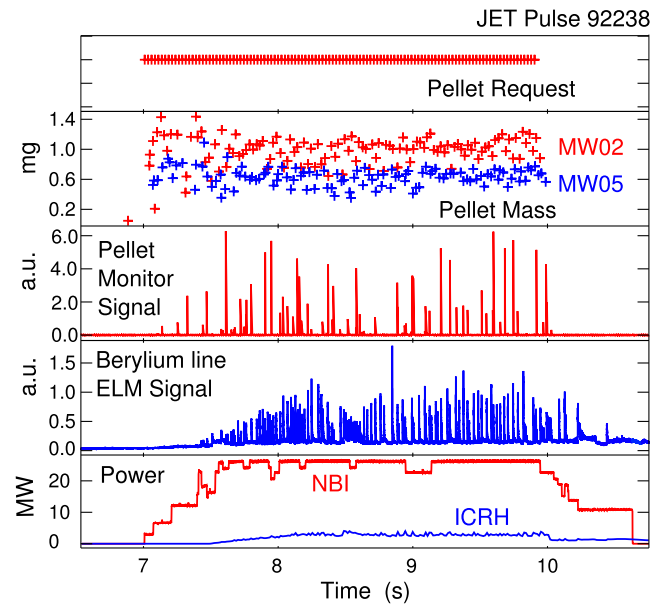 JET Pulse 92238
Pellet Request
1.4
1.0
0.6
0.2
mg
MW02
MW05
Pellet Mass
6.0
4.0
2.0
0.0
a.u.
Pellet
Monitor
Signal
1.5
1.0
0.5
0.0
a.u.
Berylium line
ELM Signal
20
10
0
MW
Power
NBI
ICRH
7 8 9 10
Time (s)